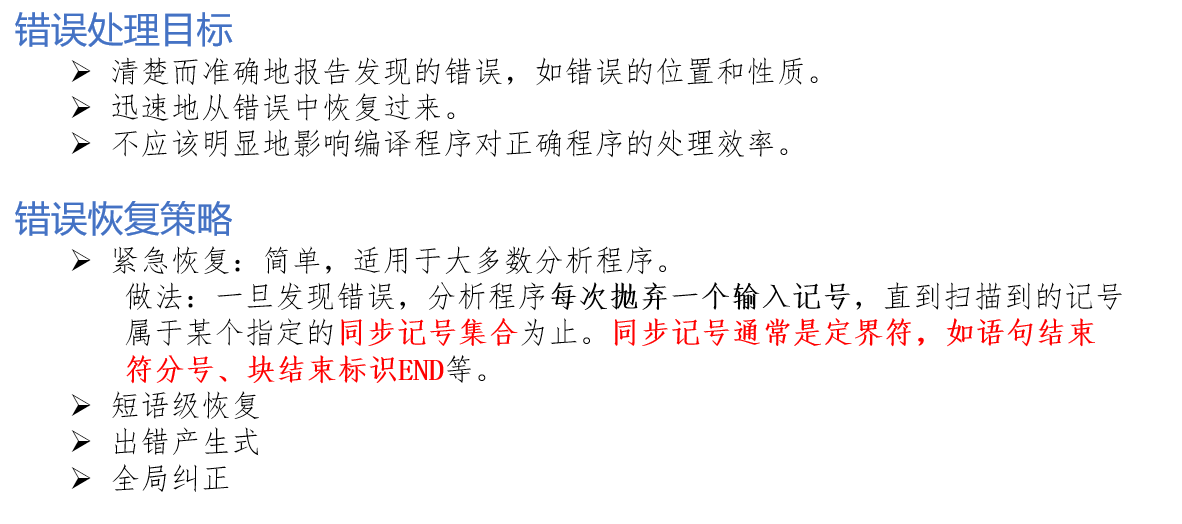 错误处理目标
➢ 清楚而准确地报告发现的错误，如错误的位置和性质。
➢ 迅速地从错误中恢复过来。
➢ 不应该明显地影响编译程序对正确程序的处理效率。
错误恢复策略
➢ 紧急恢复：简单，适用于大多数分析程序。
做法：一旦发现错误，分析程序每次抛弃一个输入记号，直到扫描到的记号
属于某个指定的同步记号集合为止。同步记号通常是定界符，如语句结束
符分号、块结束标识END等。
➢ 短语级恢复
➢ 出错产生式
➢ 全局纠正